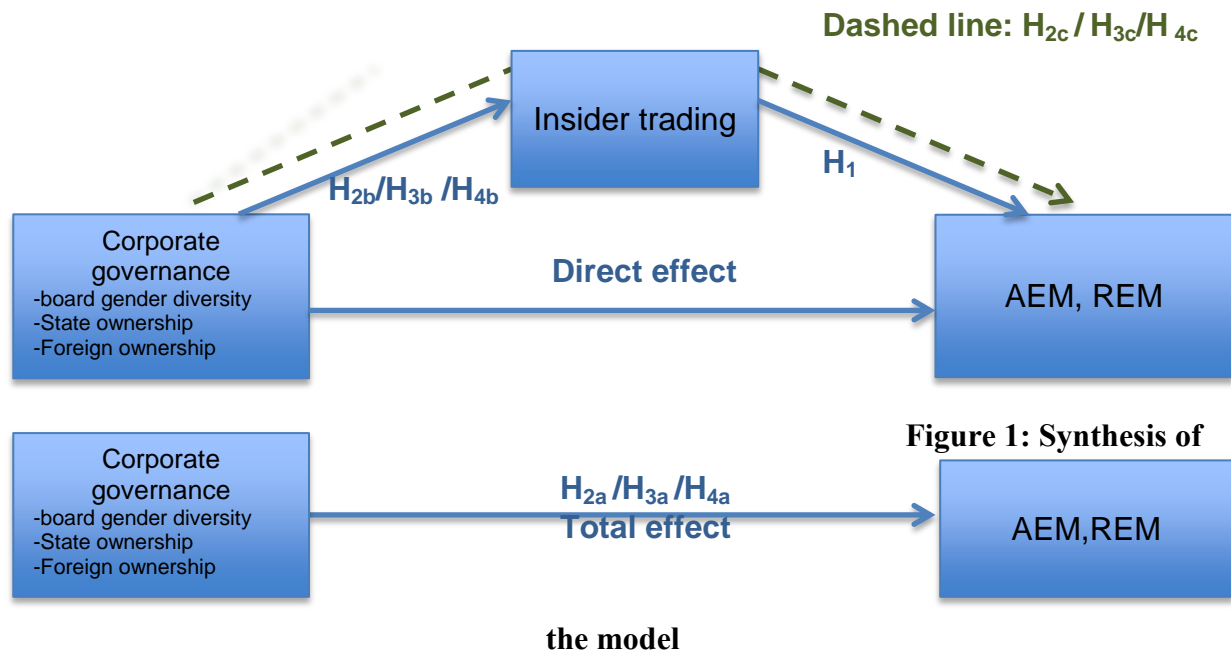 Dashed line: H2c / H3c/H 4c
Insider trading
H2b/H3b /H4b
H1
Corporate
governance
-board gender diversity
-State ownership
-Foreign ownership
Direct effect
AEM, REM
Figure 1: Synthesis of
Corporate
governance
-board gender diversity
-State ownership
-Foreign ownership
H2a /H3a /H4a
Total effect
AEM,REM
the model